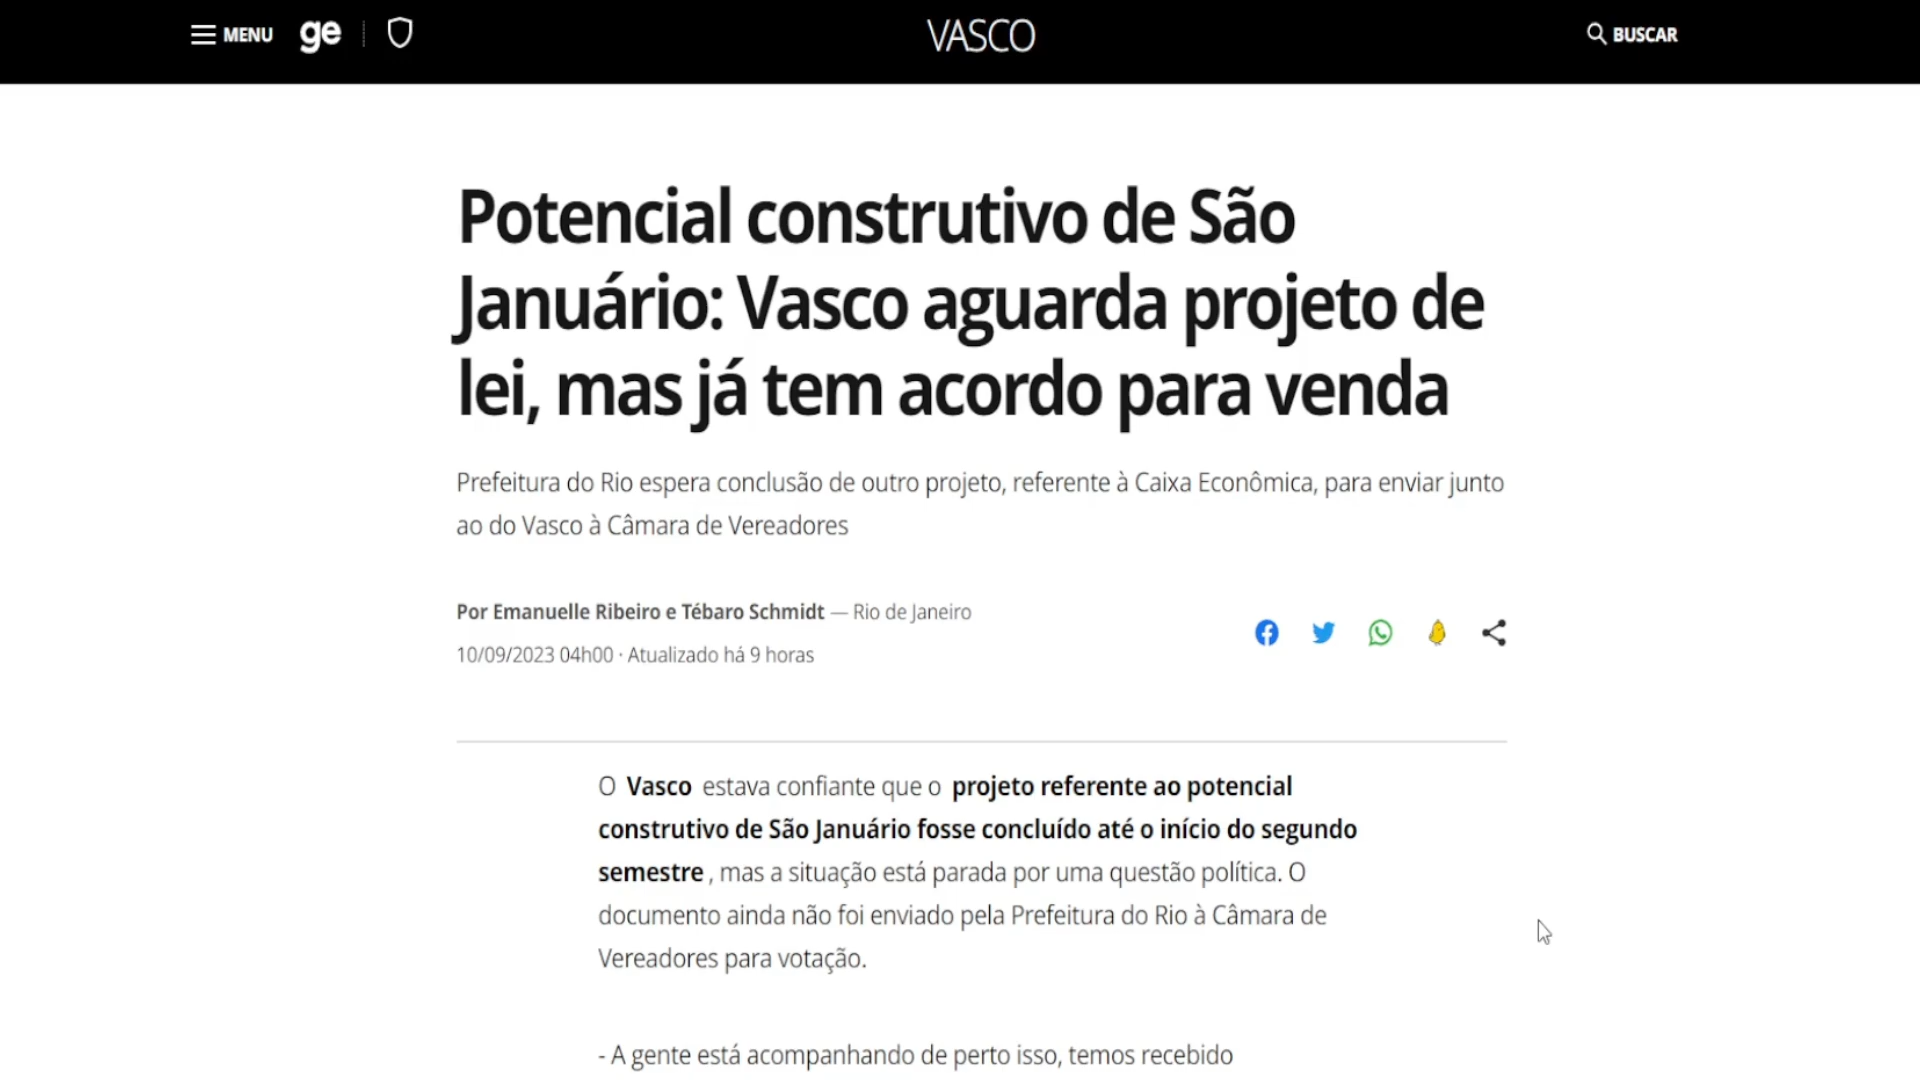 MENU ge VASCO BUSCAR
Potencial construtivo de São
Januário: Vasco aguarda projeto de
lei, mas já tem acordo para venda
Prefeitura do Rio espera conclusão de outro projeto, referente à Caixa Econômica, para enviar junto
ao do Vasco à Câmara de Vereadores
Por Emanuelle Ribeiro e Tébaro Schmidt — Rio de Janeiro
10/09/2023 04h00 · Atualizado há 9 horas
O Vasco estava confiante que o projeto referente ao potencial
construtivo de São Januário fosse concluído até o início do segundo
semestre , mas a situação está parada por uma questão política. O
documento ainda não foi enviado pela Prefeitura do Rio à Câmara de
Vereadores para votação.
- A gente está acompanhando de perto isso, temos recebido